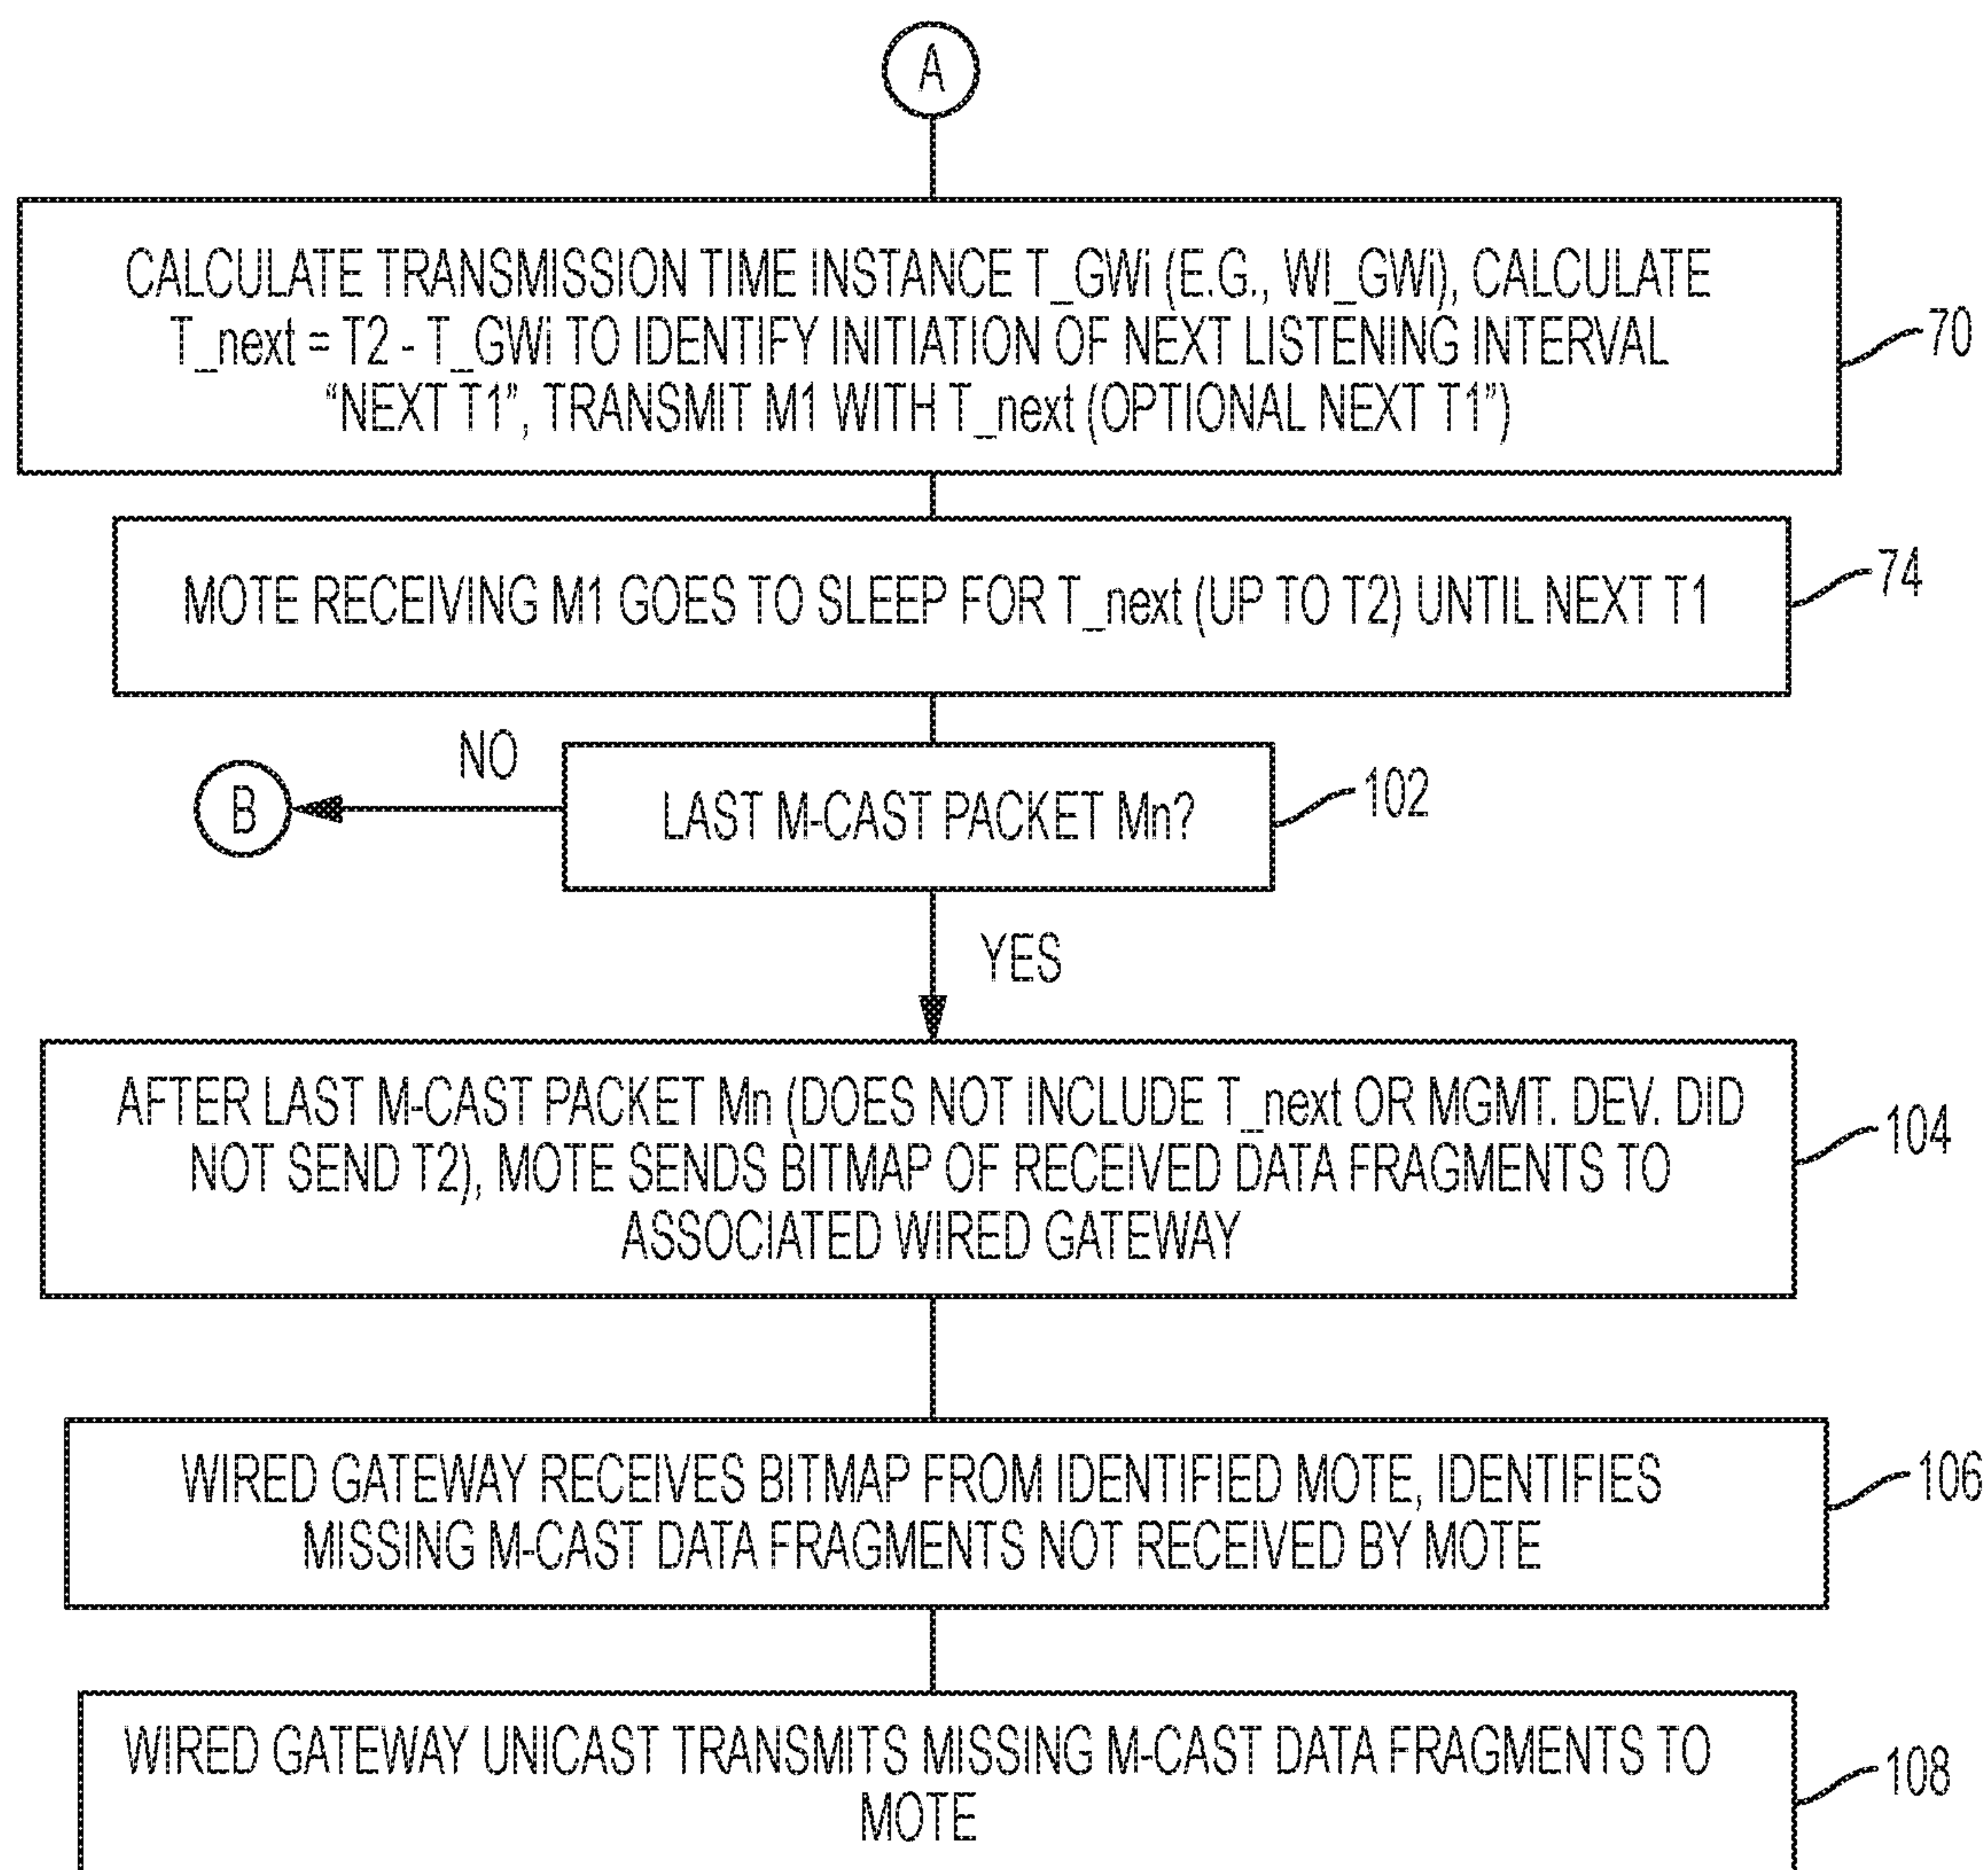 A
CALCULATE TRANSMISSION TIME INSTANCE T_GWi (E.G., WI_GWi), CALCULATE
T_next = T2 - T_GWi TO IDENTIFY INITIATION OF NEXT LISTENING INTERVAL
"NEXT T1", TRANSMIT M1 WITH T_next (OPTIONAL NEXT T1")
70
MOTE RECEIVING M1 GOES TO SLEEP FOR T_next (UP TO T2) UNTIL NEXT T1
74
NO
B
LAST M-CAST PACKET Mn?
102
YES
AFTER LAST M-CAST PACKET Mn (DOES NOT INCLUDE T_next OR MGMT. DEV. DID
NOT SEND T2), MOTE SENDS BITMAP OF RECEIVED DATA FRAGMENTS TO
ASSOCIATED WIRED GATEWAY
104
WIRED GATEWAY RECEIVES BITMAP FROM IDENTIFIED MOTE, IDENTIFIES
MISSING M-CAST DATA FRAGMENTS NOT RECEIVED BY MOTE
106
WIRED GATEWAY UNICAST TRANSMITS MISSING M-CAST DATA FRAGMENTS TO
MOTE
108